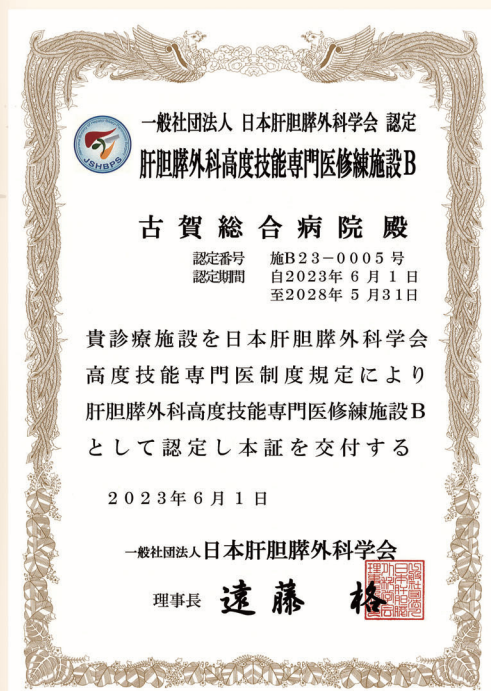 一般社団法人 日本肝胆膵外科学会 認定
JSHBPS
肝胆膵外科高度技能専門医修練施設B
古賀総合病院 殿
認定番号 施B23-0005号
認定期間 自2023年6月1日
至2028年5月31日
貴診療施設を日本肝胆膵外科学会
高度技能専門医制度規定により
肝胆膵外科高度技能専門医修練施設B
として認定し本証を交付する
2023年6月1日
一般社団法人日本肝胆膵外科学会
理事長 遠藤 格